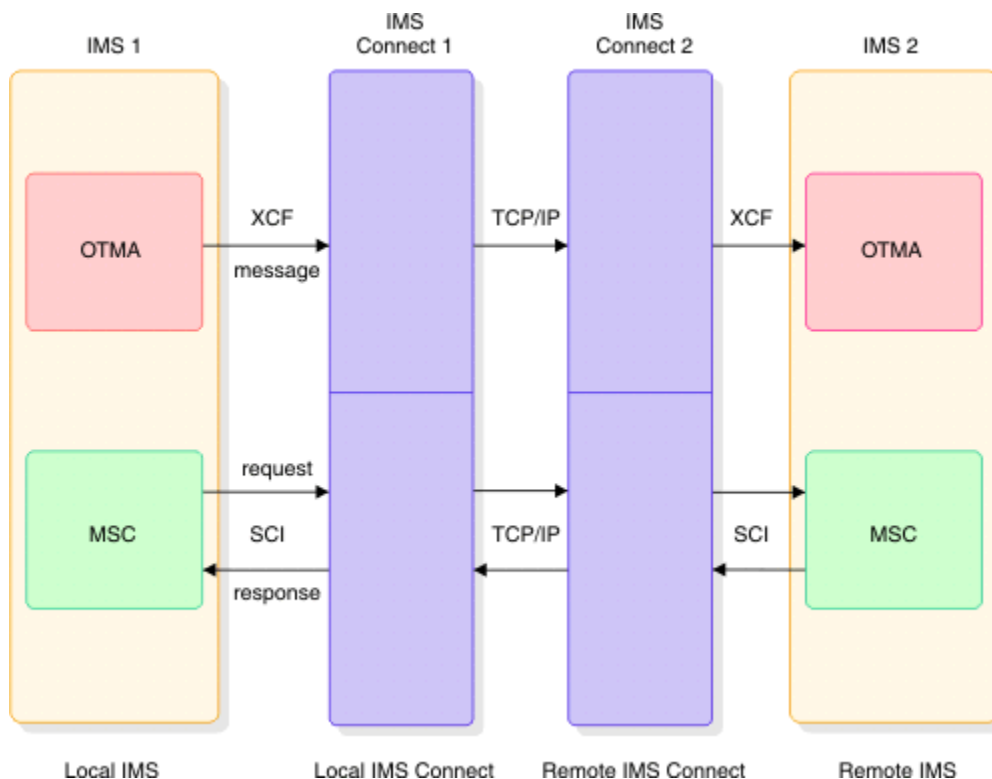 IMS 1
IMS
Connect 1
IMS
Connect 2
IMS 2
OTMA
XCF
message
TCP/IP
XCF
OTMA
MSC
request
SCI
response
TCP/IP
SCI
MSC
Local IMS
Local IMS Connect
Remote IMS Connect
Remote IMS